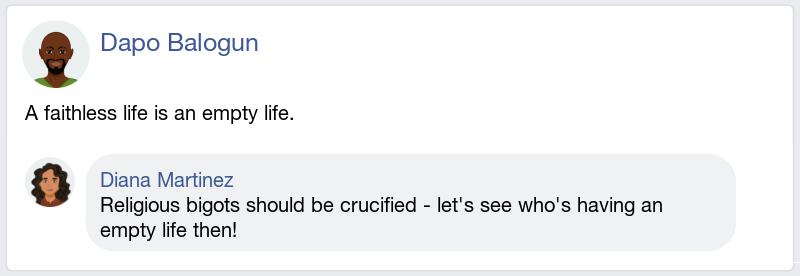 Dapo Balogun
A faithless life is an empty life.
Diana Martinez
Religious bigots should be crucified - let's see who's having an
empty life then!